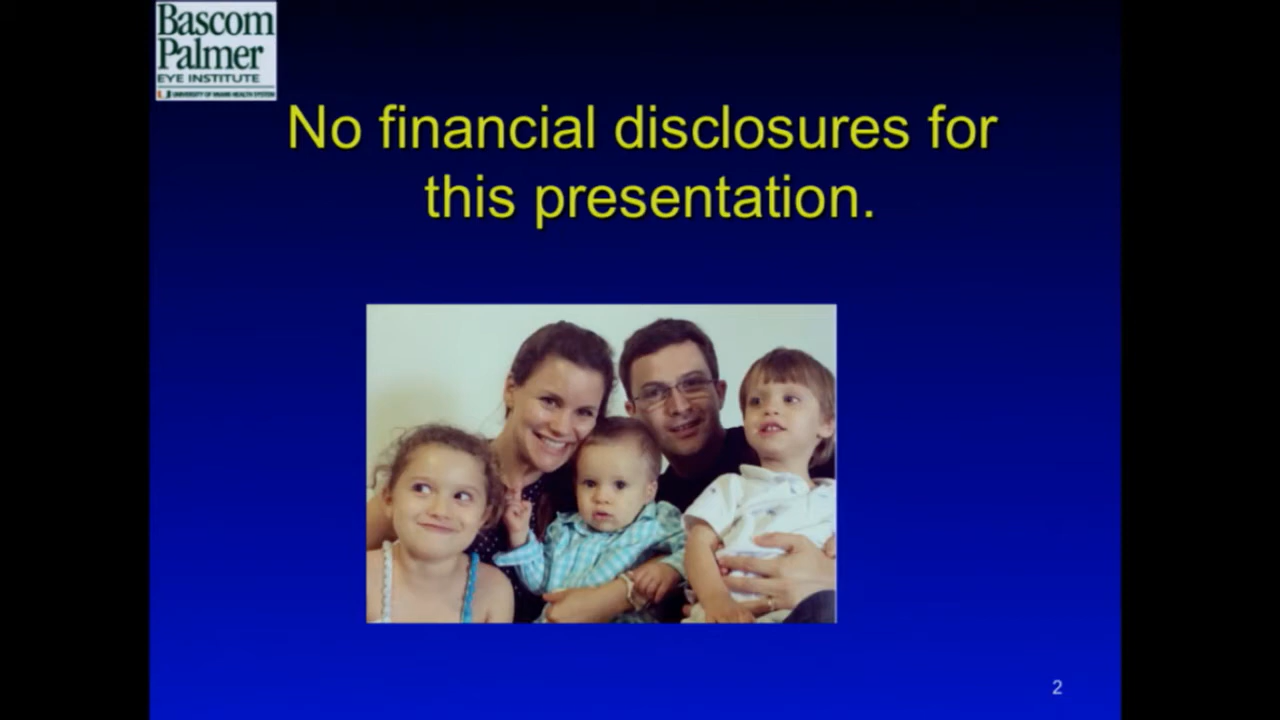 Bascom
Palmer
EYE INSTITUTE
UNIVERSITY OF MIAMI HEALTH SYSTEM
No financial disclosures for
this presentation.
2